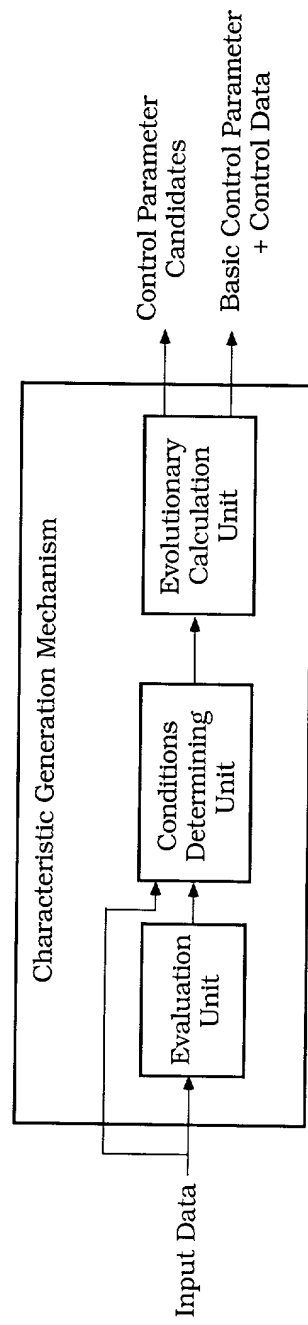 Characteristic Generation Mechanism
Input Data
Evaluation
Unit
Conditions
Determining
Unit
Evolutionary
Calculation
Unit
Control Parameter
Candidates
Basic Control Parameter
+ Control Data